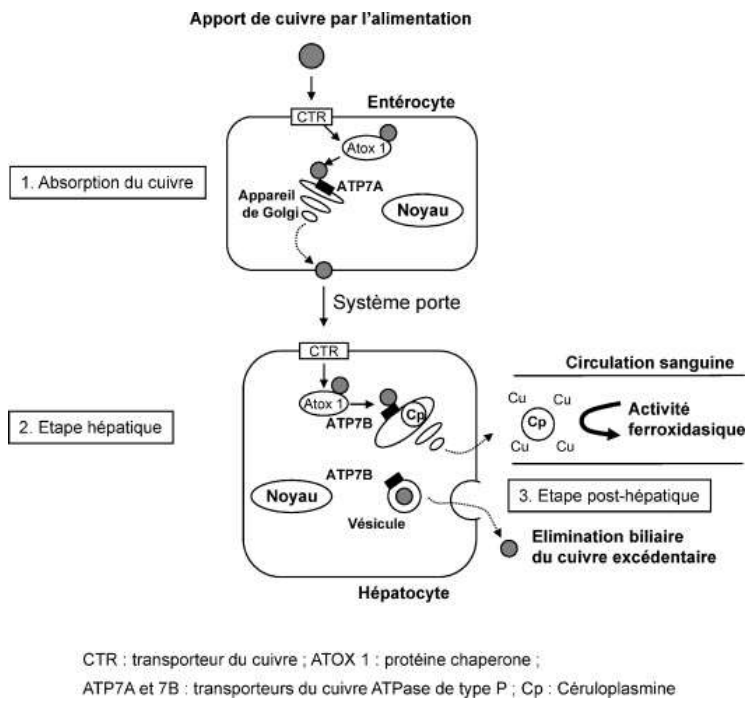 Apport de cuivre par l'alimentation
Entérocyte
CTR
Atox 1
1. Absorption du cuivre
ATP7A
Appareil
de Golgi
Noyau
Système porte
CTR
Circulation sanguine
Atox 1
Cp
ATP7B
2. Etape hépatique
Cu
Cu
Cp
Cu
Cu
Activité
ferroxidasique
ATP7B
Noyau
Vésicule
3. Etape post-hépatique
Elimination biliaire
du cuivre excédentaire
Hépatocyte
CTR : transporteur du cuivre ; ATOX 1 : protéine chaperone ;
ATP7A et 7B : transporteurs du cuivre ATPase de type P ; Cp : Céruloplasmine